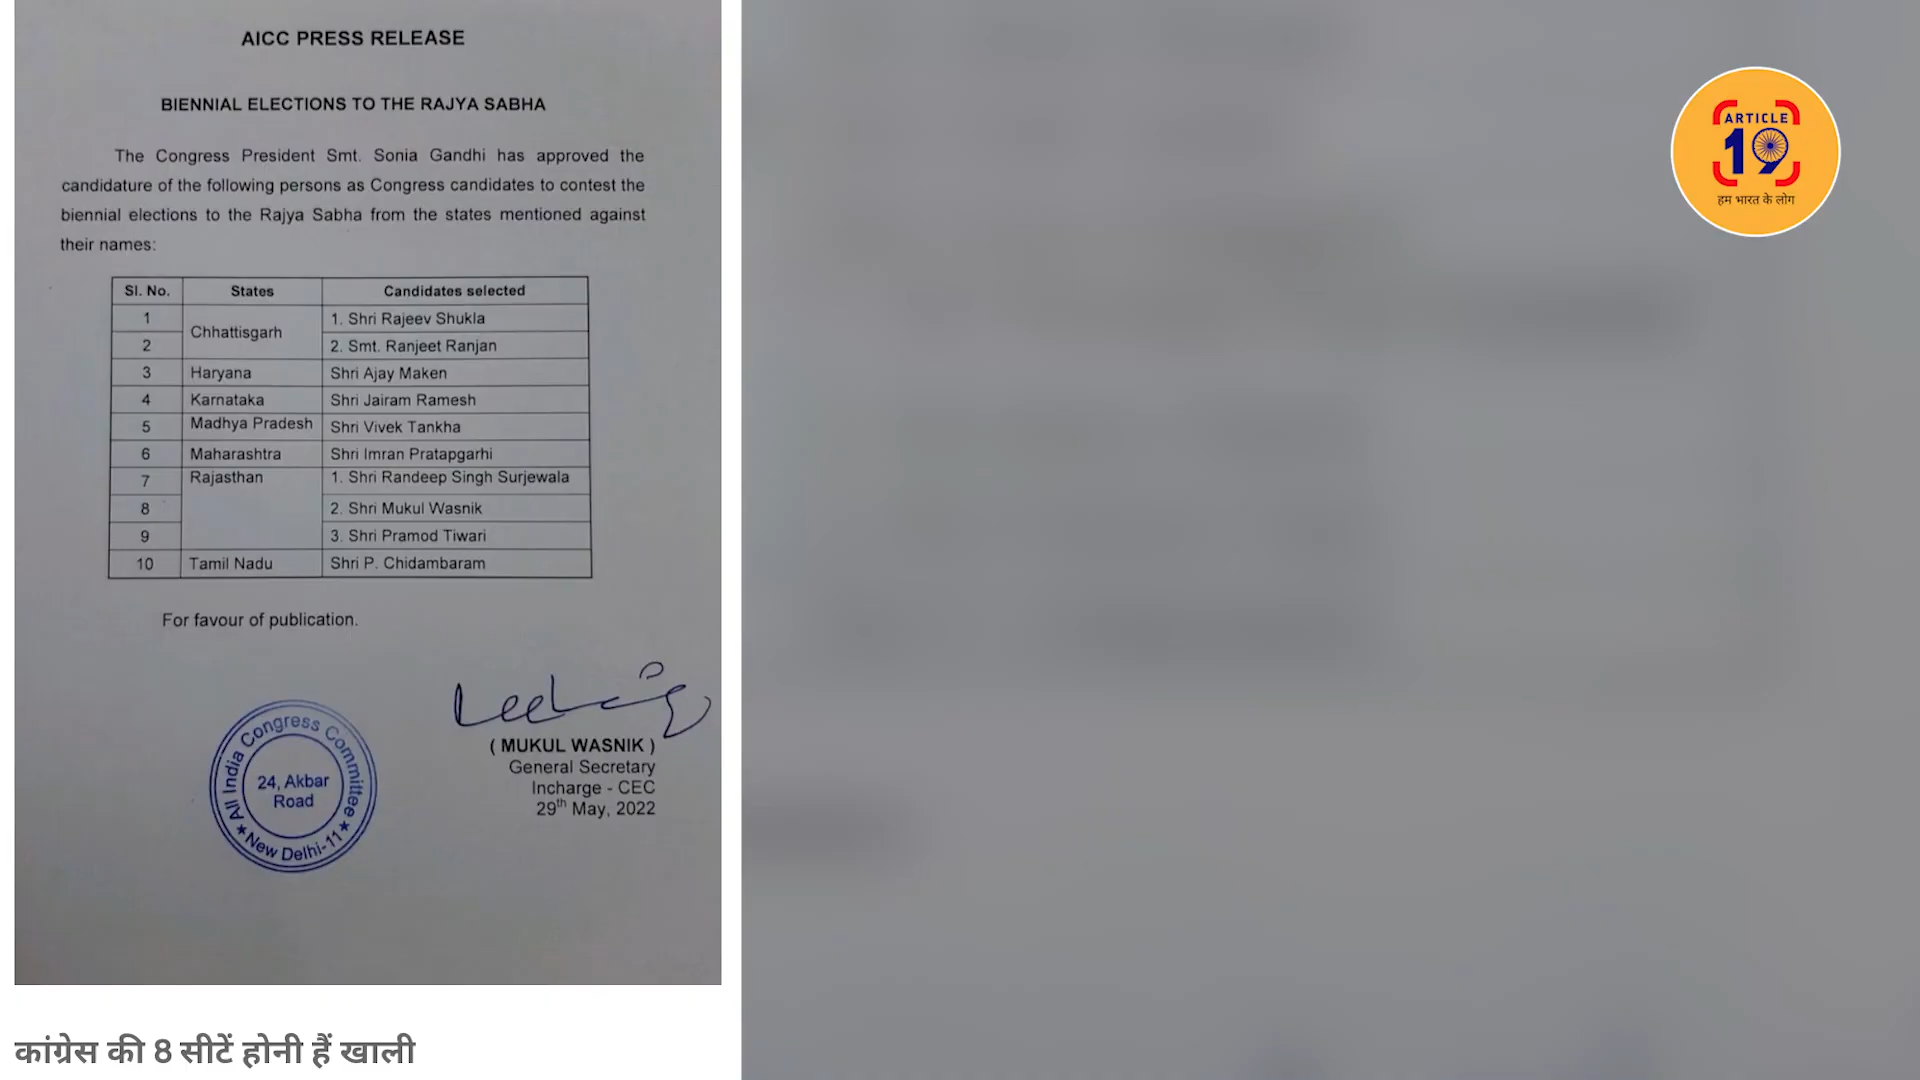 AICC PRESS RELEASE
BIENNIAL ELECTIONS TO THE RAJYA SABHA
The Congress President Smt. Sonia Gandhi has approved the
candidature of the following persons as Congress candidates to contest the
biennial elections to the Rajya Sabha from the states mentioned against
their names:
Sl. No. States Candidates selected
1 Chhattisgarh 1. Shri Rajeev Shukla
2 2. Smt. Ranjeet Ranjan
3 Haryana Shri Ajay Maken
4 Karnataka Shri Jairam Ramesh
5 Madhya Pradesh Shri Vivek Tankha
6 Maharashtra Shri Imran Pratapgarhi
7 Rajasthan 1. Shri Randeep Singh Surjewala
8 2. Shri Mukul Wasnik
9 3. Shri Pramod Tiwari
10 Tamil Nadu Shri P. Chidambaram
For favour of publication.
( MUKUL WASNIK )
General Secretary
Incharge - CEC
29th May, 2022
All India Congress Committee
24, Akbar
Road
★ New Delhi-11 ★
कांग्रेस की 8 सीटें होनी हैं खाली
ARTICLE
19
हम भारत के लोग